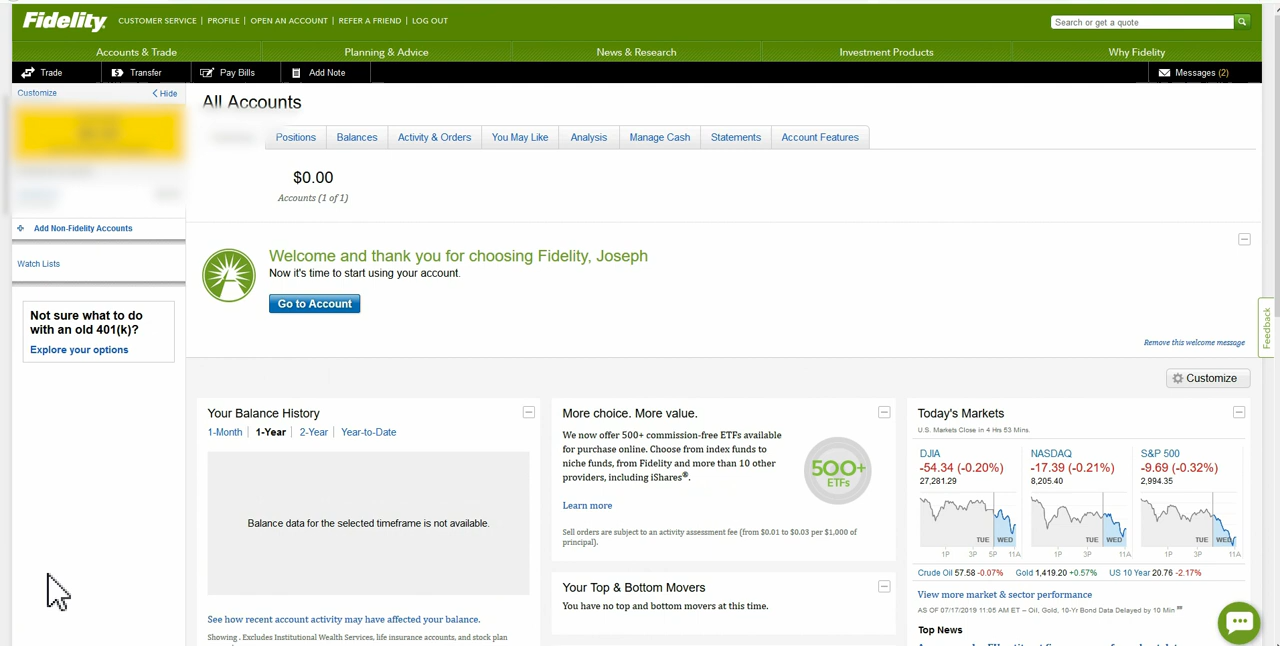 Fidelity
CUSTOMER SERVICE | PROFILE | OPEN AN ACCOUNT | REFER A FRIEND | LOG OUT
Search or get a quote
Accounts & Trade
Planning & Advice
News & Research
Investment Products
Why Fidelity
Trade
Transfer
Pay Bills
Add Note
Messages (2)
Customize
Hide
All Accounts
Positions
Balances
Activity & Orders
You May Like
Analysis
Manage Cash
Statements
Account Features
$0.00
Accounts (1 of 1)
Add Non-Fidelity Accounts
Watch Lists
Not sure what to do
with an old 401(k)?
Explore your options
Welcome and thank you for choosing Fidelity, Joseph
Now it's time to start using your account.
Go to Account
Remove this welcome message
Feedback
Customize
Your Balance History
1-Month | 1-Year | 2-Year | Year-to-Date
Balance data for the selected timeframe is not available.
See how recent account activity may have affected your balance.
Showing . Excludes Institutional Wealth Services, life insurance accounts, and stock plan
More choice. More value.
We now offer 500+ commission-free ETFs available
for purchase online. Choose from index funds to
niche funds, from Fidelity and more than 10 other
providers, including iShares®.
500+
ETFs
Learn more
Sell orders are subject to an activity assessment fee (from $0.01 to $0.03 per $1,000 of
principal).
Your Top & Bottom Movers
You have no top and bottom movers at this time.
Today's Markets
U.S. Markets Close in 4 Hrs 53 Mins.
DJIA
-54.34 (-0.20%)
27,281.29
TUE WED
1P 3P 5P 11A
NASDAQ
-17.39 (-0.21%)
8,205.40
TUE WED
1P 3P 11A
S&P 500
-9.69 (-0.32%)
2,994.35
TUE WED
1P 3P 11A
Crude Oil 57.58 -0.07% Gold 1,419.20 +0.57% US 10 Year 20.76 -2.17%
View more market & sector performance
AS OF 07/17/2019 11:05 AM ET – Oil, Gold, 10-Yr Bond Data Delayed by 10 Min
Top News